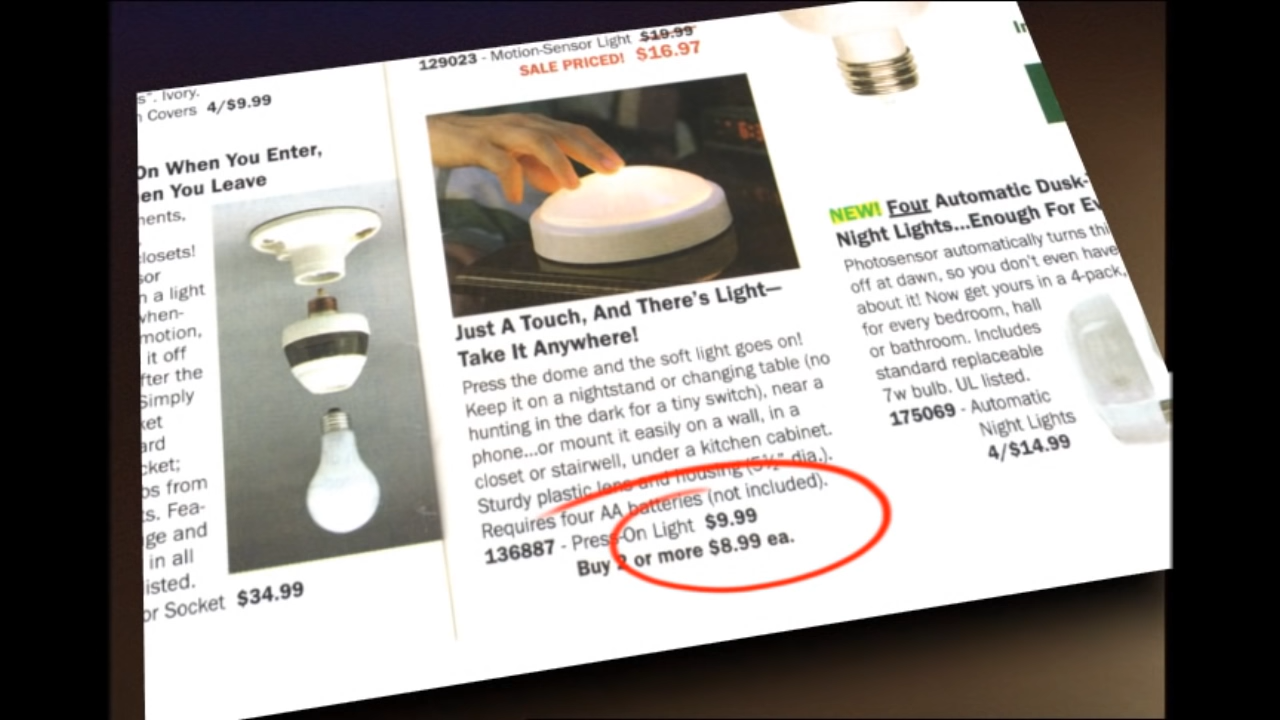 s". Ivory.
Covers 4/$9.99
On When You Enter,
en You Leave
nents,
closets!
sor
n a light
when-
motion,
it off
fter the
Simply
ket
ard
cket;
bs from
ts. Fea-
ge and
in all
listed.
or Socket $34.99
129023 - Motion-Sensor Light $19.99
SALE PRICED! $16.97
Just A Touch, And There's Light—
Take It Anywhere!
Press the dome and the soft light goes on!
Keep it on a nightstand or changing table (no
hunting in the dark for a tiny switch), near a
phone...or mount it easily on a wall, in a
closet or stairwell, under a kitchen cabinet.
Sturdy plastic lens and housing (5½" dia.).
Requires four AA batteries (not included).
136887 - Press-On Light $9.99
Buy 2 or more $8.99 ea.
NEW! Four Automatic Dusk-
Night Lights...Enough For Ev
Photosensor automatically turns thi
off at dawn, so you don't even have
about it! Now get yours in a 4-pack,
for every bedroom, hall
or bathroom. Includes
standard replaceable
7w bulb. UL listed.
175069 - Automatic
Night Lights
4/$14.99